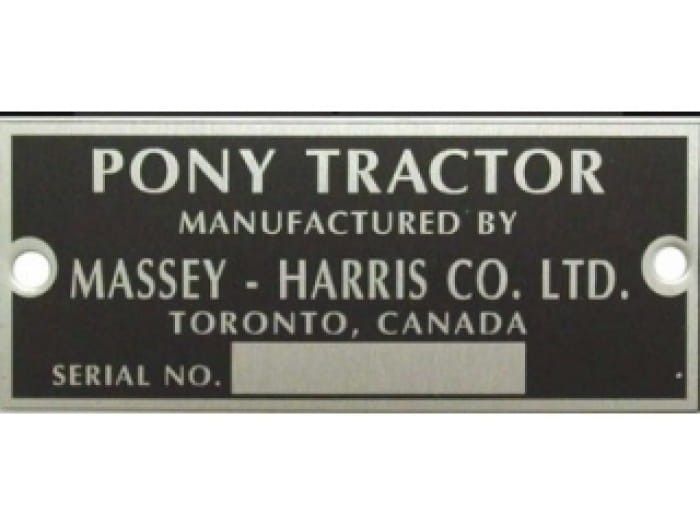 PONY TRACTOR
MANUFACTURED BY
MASSEY - HARRIS CO. LTD.
TORONTO, CANADA
SERIAL NO.